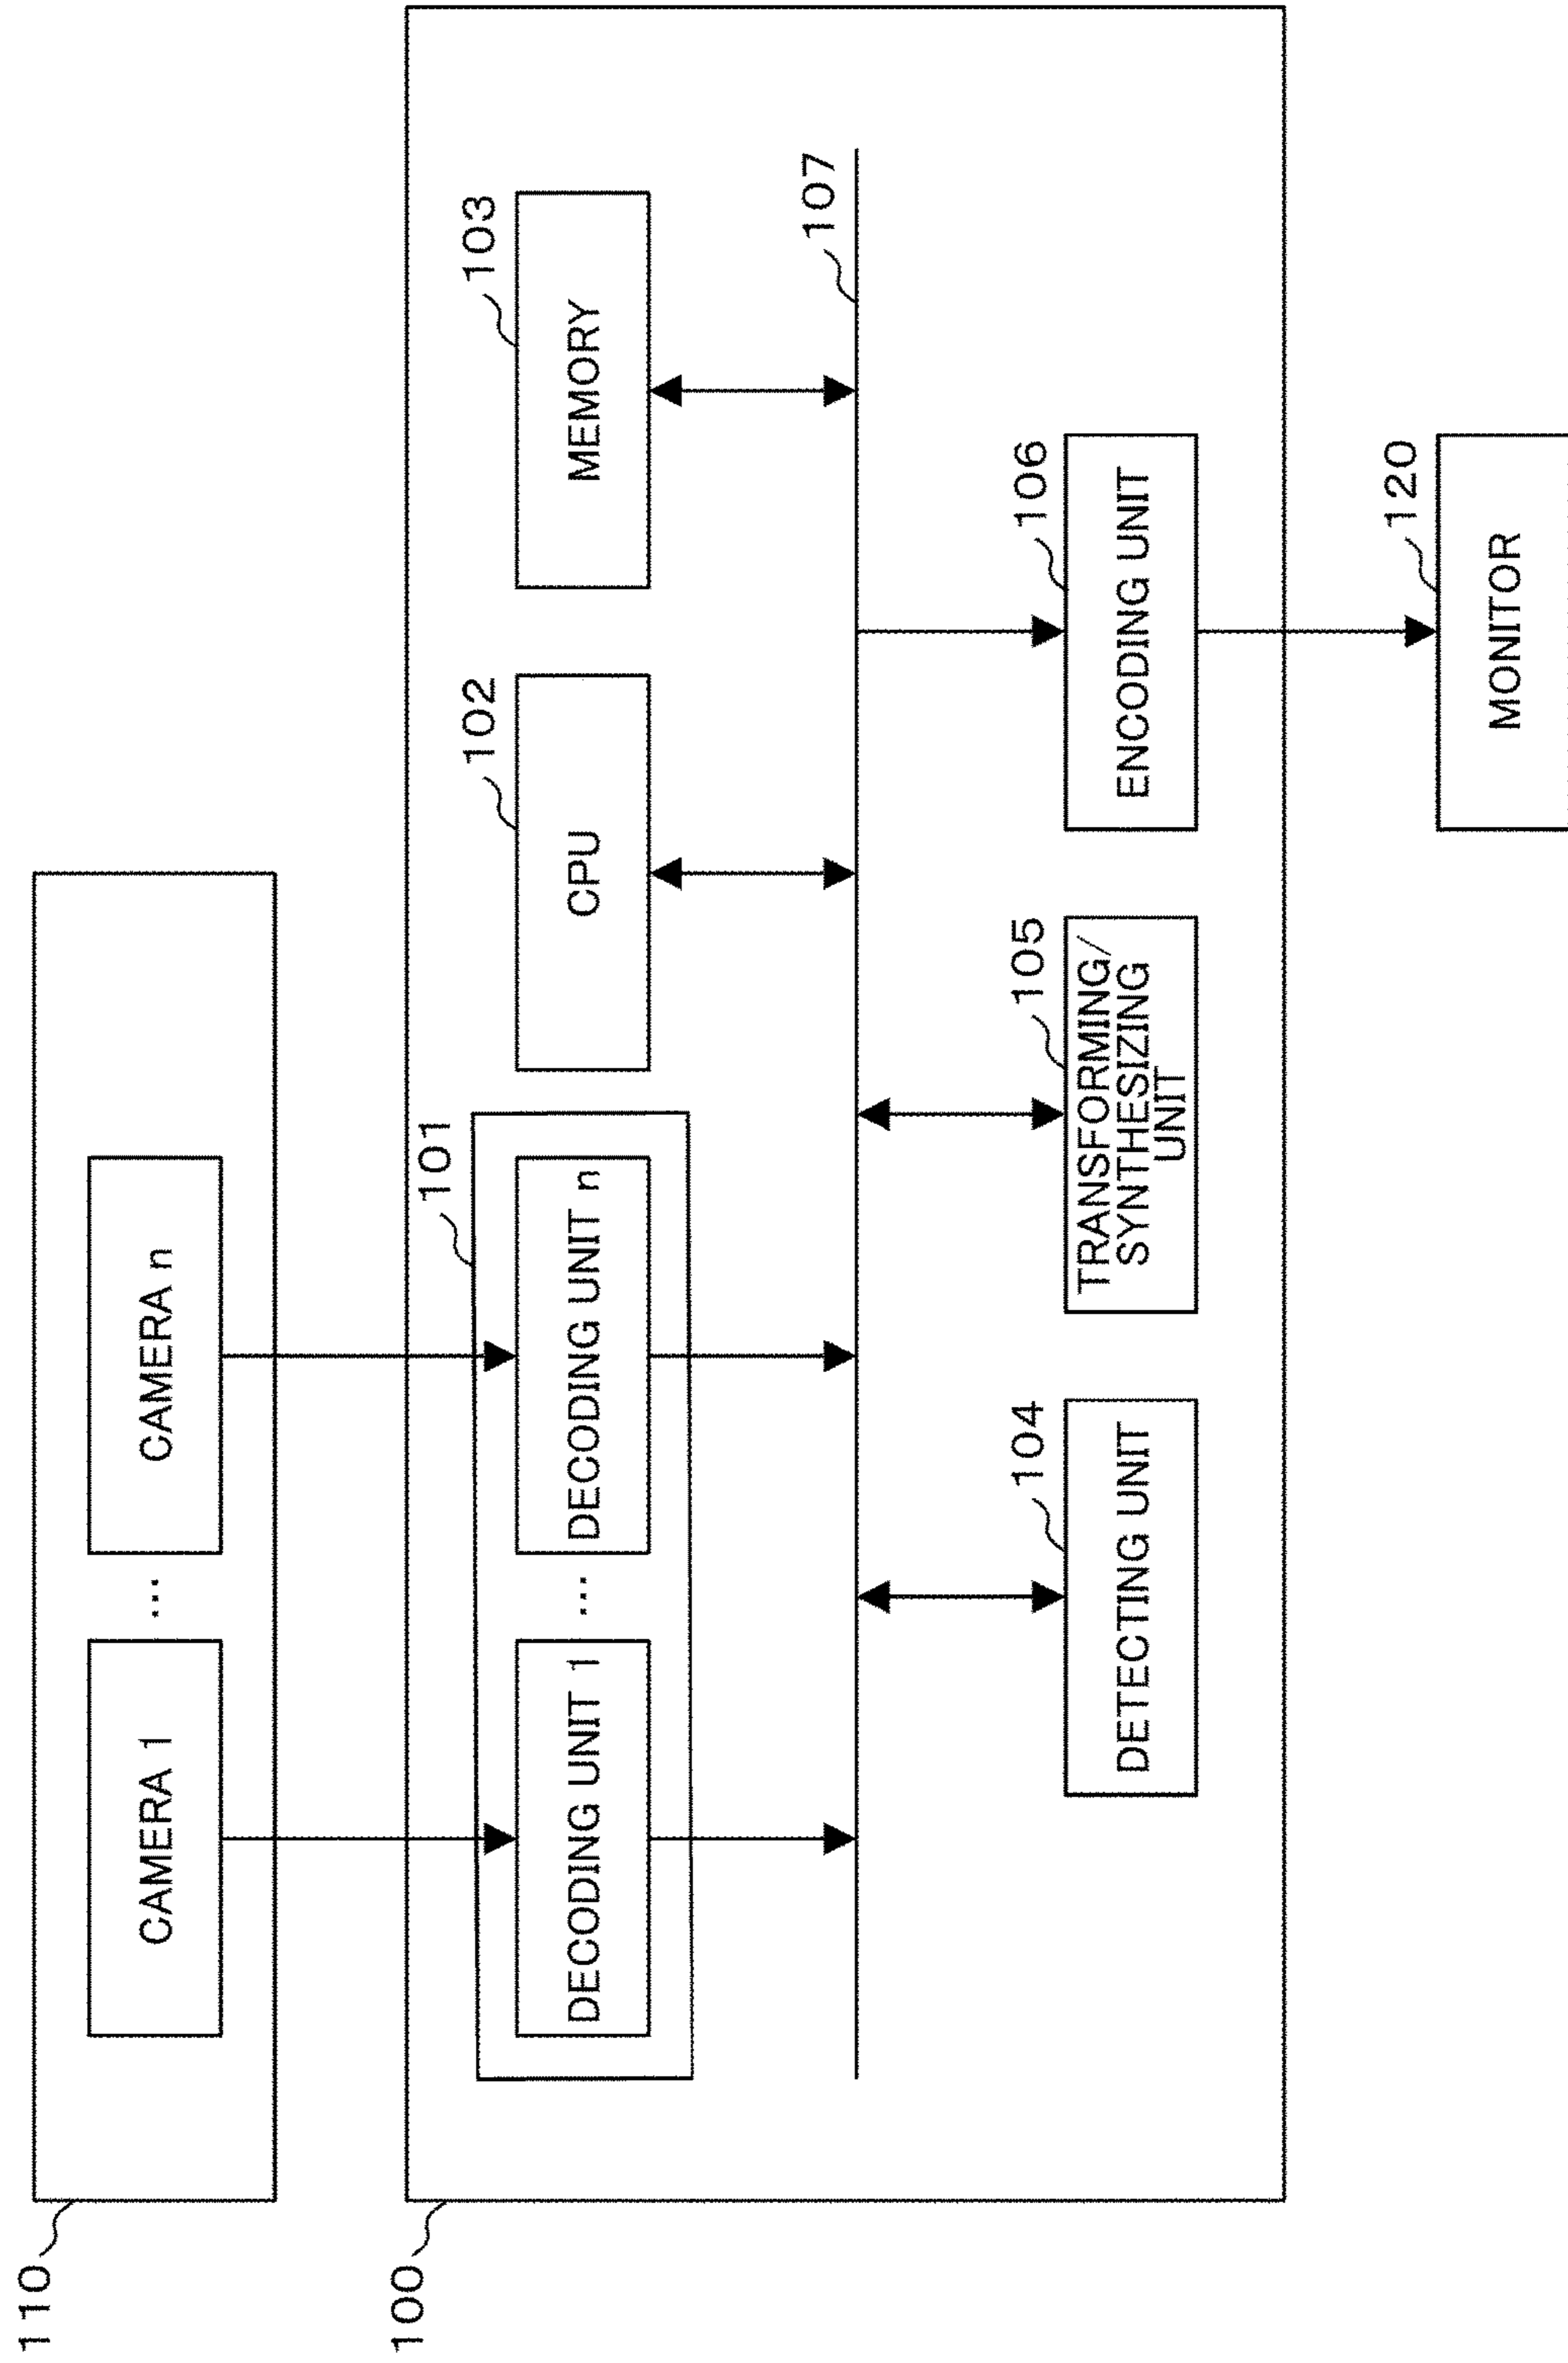 110
CAMERA 1
...
CAMERA n
100
101
DECODING UNIT 1
...
DECODING UNIT n
102
CPU
103
MEMORY
107
104
DETECTING UNIT
105
TRANSFORMING/
SYNTHESIZING
UNIT
106
ENCODING UNIT
120
MONITOR